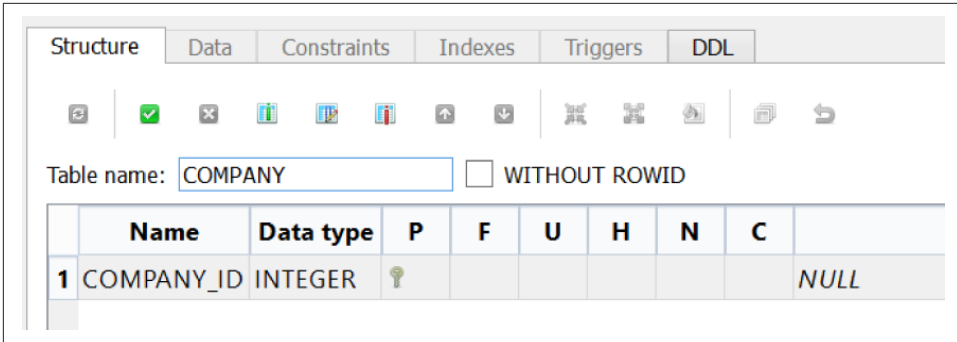 Structure Data Constraints Indexes Triggers DDL
Table name: COMPANY WITHOUT ROWID
Name Data type P F U H N C
1 COMPANY_ID INTEGER NULL